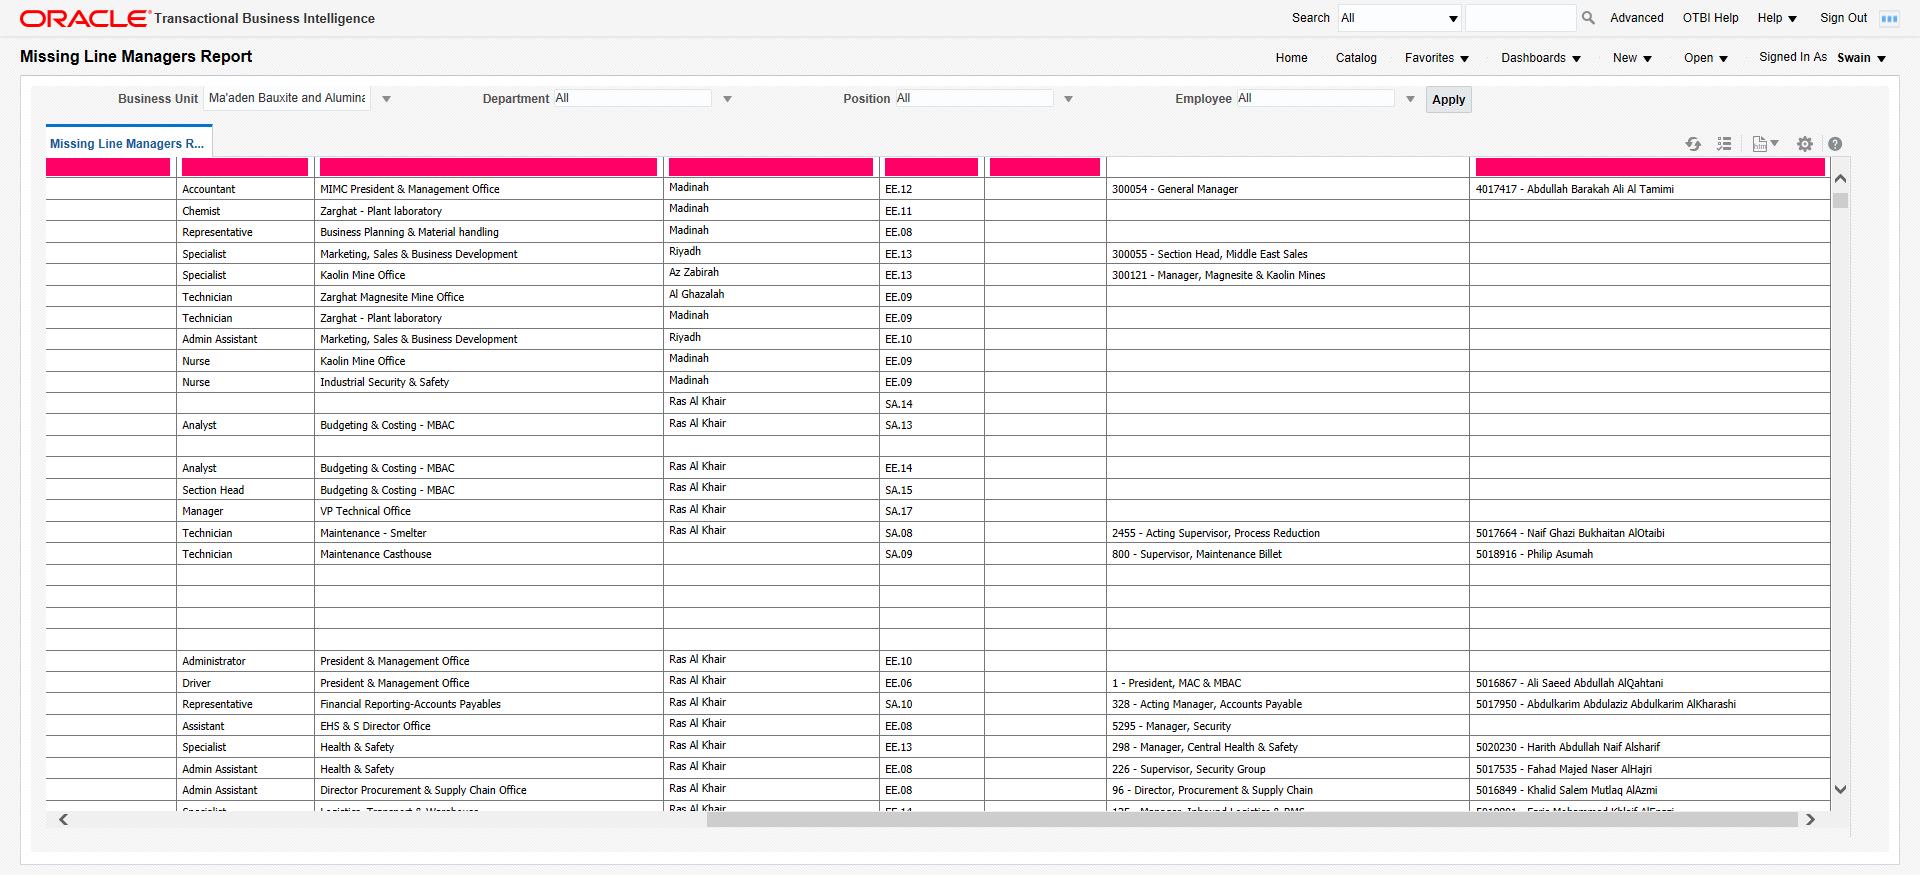 ORACLE Transactional Business Intelligence Search All Advanced OTBI Help Help Sign Out
Missing Line Managers Report Home Catalog Favorites Dashboards New Open Signed In As Swain
Business Unit Ma'aden Bauxite and Alumina Department All Position All Employee All Apply
Missing Line Managers R...
Accountant MIMC President & Management Office Madinah EE.12 300054 - General Manager 4017417 - Abdullah Barakah Ali Al Tamimi
Chemist Zarghat - Plant laboratory Madinah EE.11
Representative Business Planning & Material handling Madinah EE.08
Specialist Marketing, Sales & Business Development Riyadh EE.13 300055 - Section Head, Middle East Sales
Specialist Kaolin Mine Office Az Zabirah EE.13 300121 - Manager, Magnesite & Kaolin Mines
Technician Zarghat Magnesite Mine Office Al Ghazalah EE.09
Technician Zarghat - Plant laboratory Madinah EE.09
Admin Assistant Marketing, Sales & Business Development Riyadh EE.10
Nurse Kaolin Mine Office Madinah EE.09
Nurse Industrial Security & Safety Madinah EE.09
Ras Al Khair SA.14
Analyst Budgeting & Costing - MBAC Ras Al Khair SA.13
Analyst Budgeting & Costing - MBAC Ras Al Khair EE.14
Section Head Budgeting & Costing - MBAC Ras Al Khair SA.15
Manager VP Technical Office Ras Al Khair SA.17
Technician Maintenance - Smelter Ras Al Khair SA.08 2455 - Acting Supervisor, Process Reduction 5017664 - Naif Ghazi Bukhaitan AlOtaibi
Technician Maintenance Casthouse SA.09 800 - Supervisor, Maintenance Billet 5018916 - Philip Asumah
Administrator President & Management Office Ras Al Khair EE.10
Driver President & Management Office Ras Al Khair EE.06 1 - President, MAC & MBAC 5016867 - Ali Saeed Abdullah AlQahtani
Representative Financial Reporting-Accounts Payables Ras Al Khair SA.10 328 - Acting Manager, Accounts Payable 5017950 - Abdulkarim Abdulaziz Abdulkarim AlKharashi
Assistant EHS & S Director Office Ras Al Khair EE.08 5295 - Manager, Security
Specialist Health & Safety Ras Al Khair EE.13 298 - Manager, Central Health & Safety 5020230 - Harith Abdullah Naif Alsharif
Admin Assistant Health & Safety Ras Al Khair EE.08 226 - Supervisor, Security Group 5017535 - Fahad Majed Naser AlHajri
Admin Assistant Director Procurement & Supply Chain Office Ras Al Khair EE.08 96 - Director, Procurement & Supply Chain 5016849 - Khalid Salem Mutlaq AlAzmi
Specialist Ras Al Khair